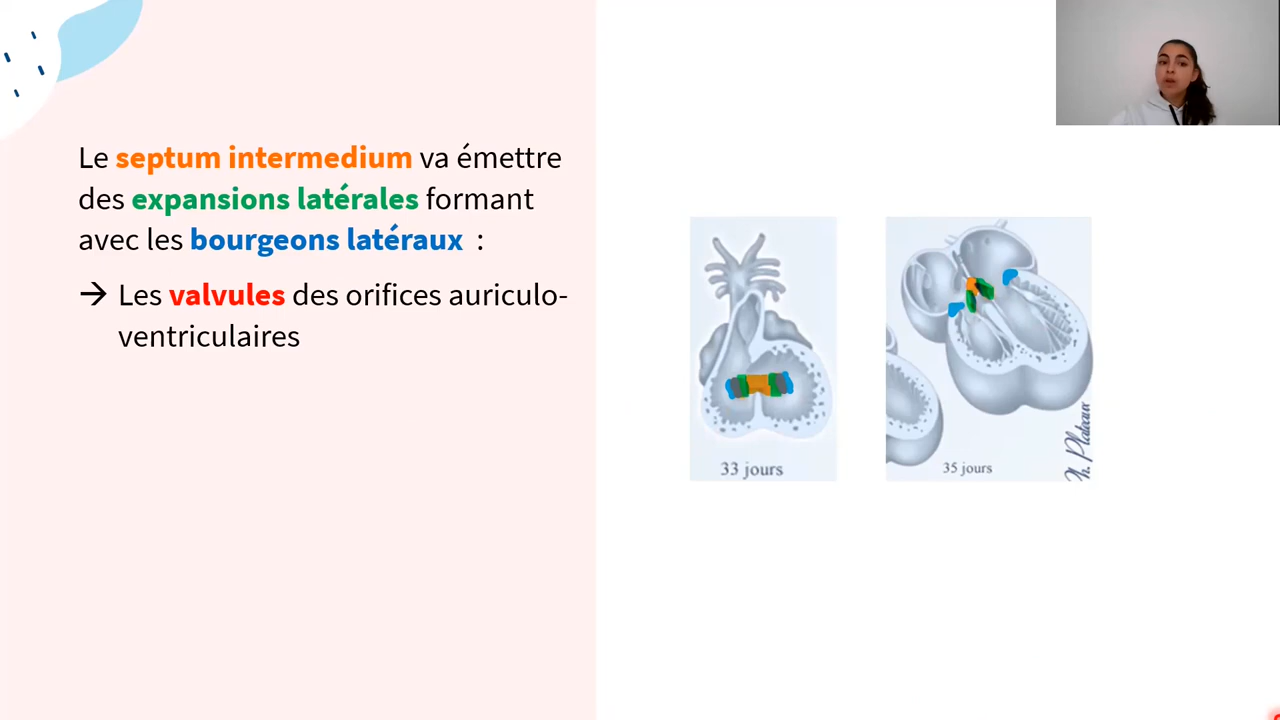 Le septum intermedium va émettre
des expansions latérales formant
avec les bourgeons latéraux :
→ Les valvules des orifices auriculo-
ventriculaires
33 jours
35 jours